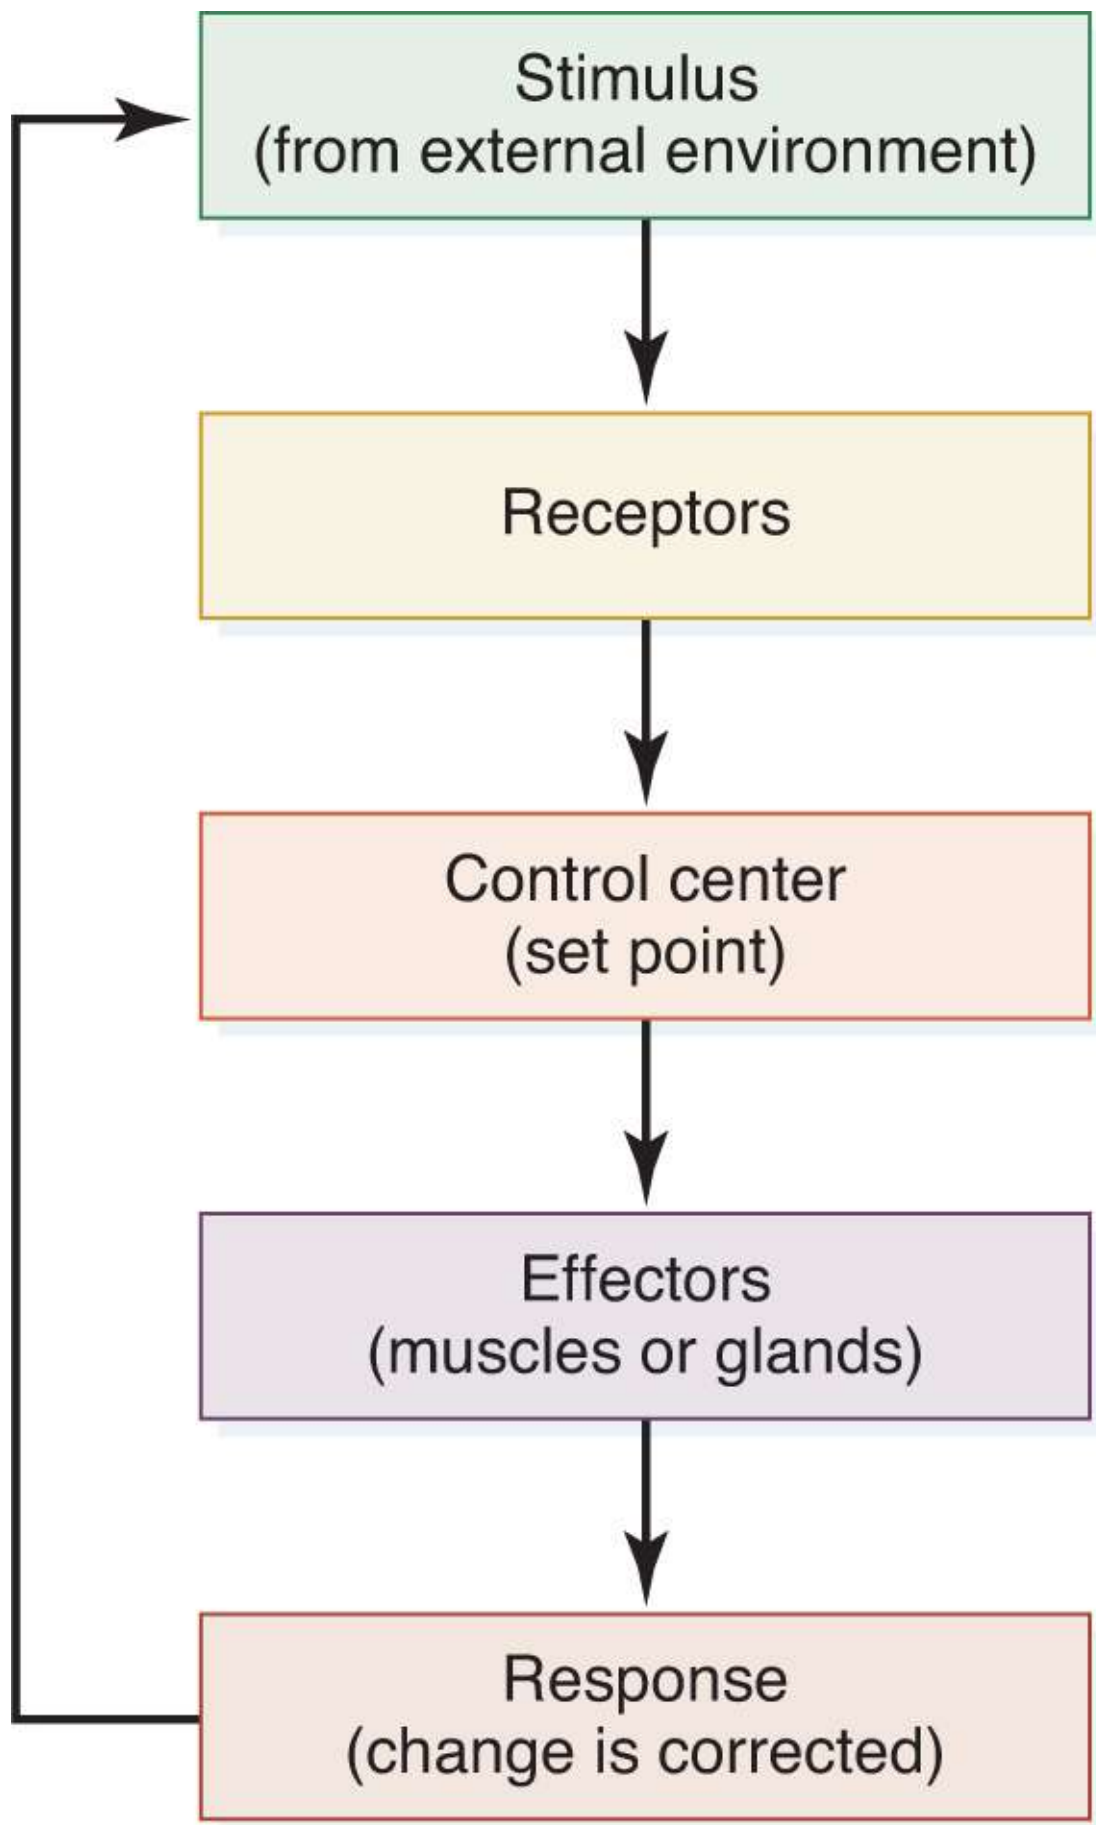 Stimulus
(from external environment)
Receptors
Control center
(set point)
Effectors
(muscles or glands)
Response
(change is corrected)